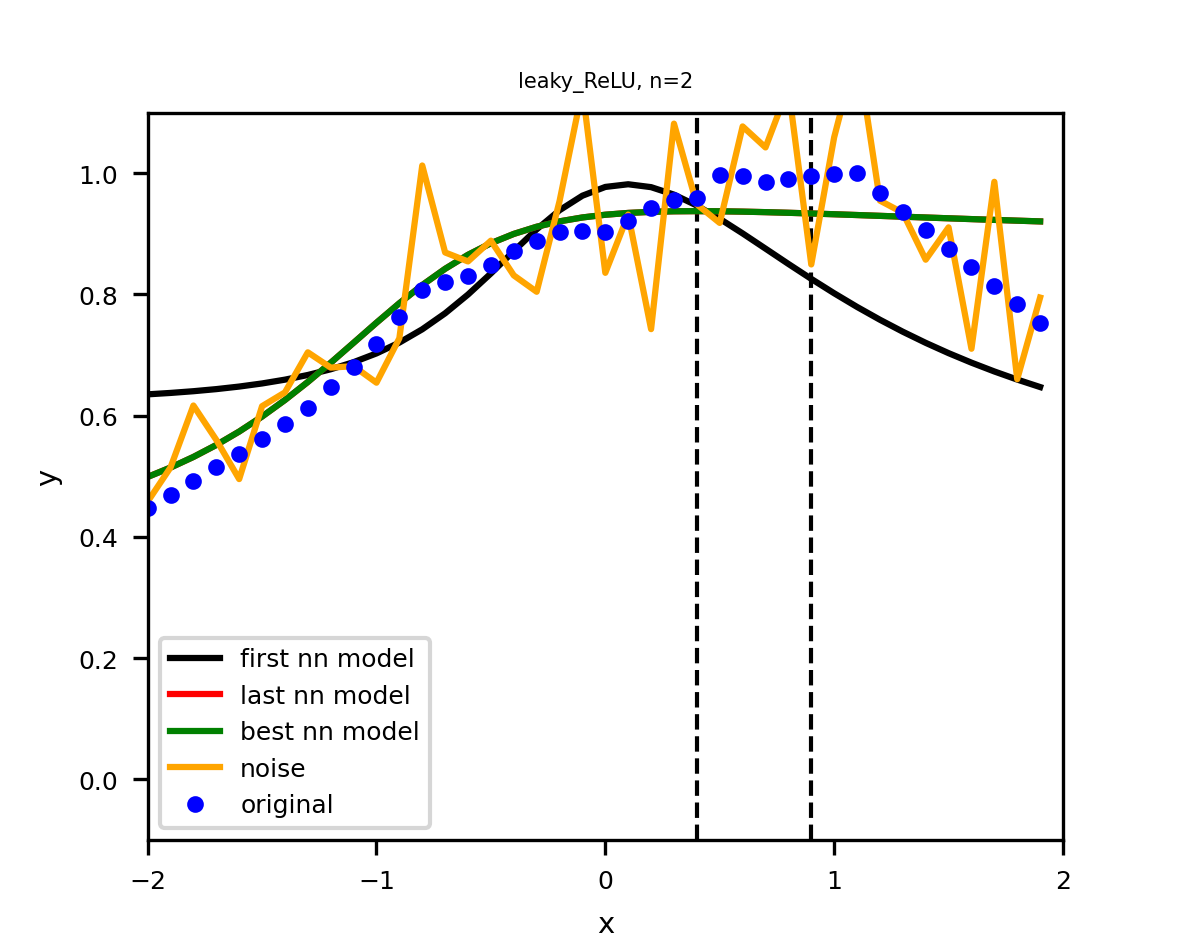 leaky_ReLU, n=2
y
1.0
0.8
0.6
0.4
0.2
0.0
first nn model
last nn model
best nn model
noise
original
−2 −1 0 1 2
x